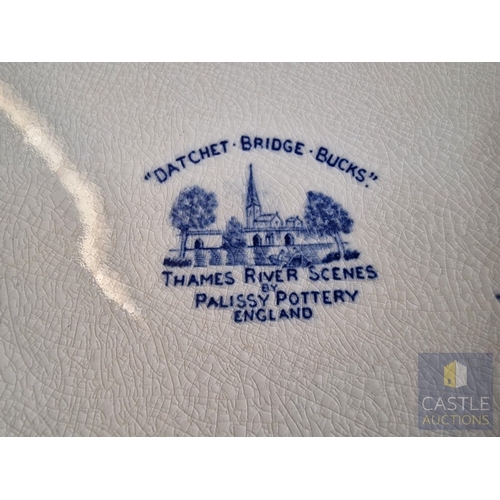 "DATCHET · BRIDGE · BUCKS."
THAMES RIVER SCENES
BY
PALISSY POTTERY
ENGLAND
CASTLE
AUCTIONS